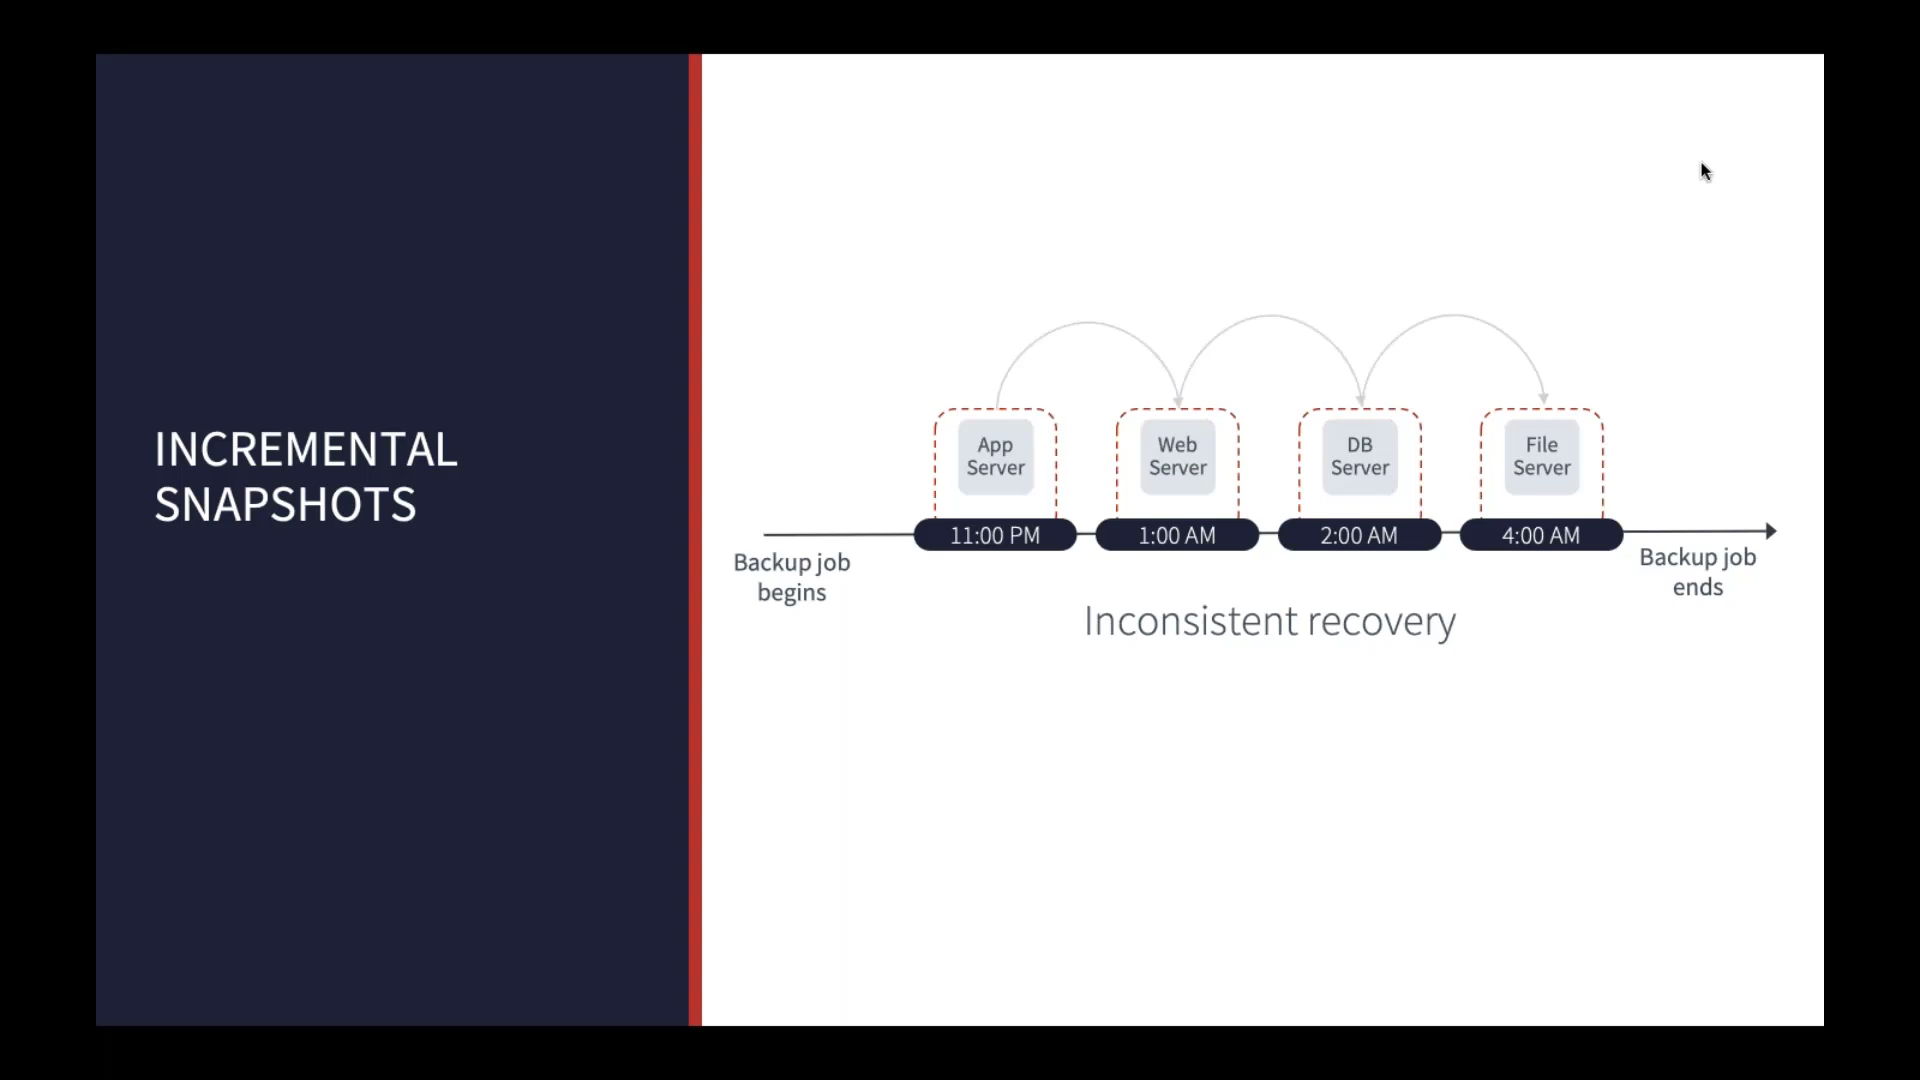 INCREMENTAL
SNAPSHOTS
App
Server
Web
Server
DB
Server
File
Server
11:00 PM
1:00 AM
2:00 AM
4:00 AM
Backup job
begins
Backup job
ends
Inconsistent recovery